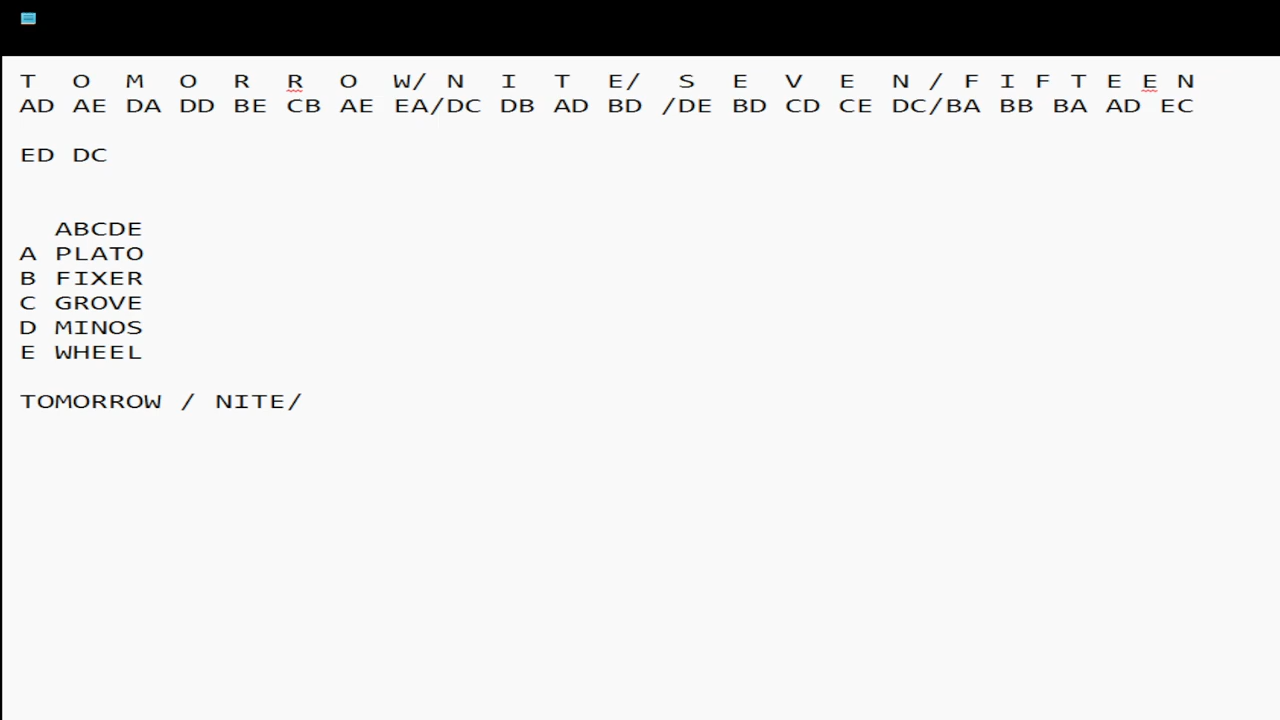 T O M O R R O W/ N I T E/ S E V E N / F I F T E E N
AD AE DA DD BE CB AE EA/DC DB AD BD /DE BD CD CE DC/BA BB BA AD EC
ED DC
ABCDE
A PLATO
B FIXER
C GROVE
D MINOS
E WHEEL
TOMORROW / NITE/